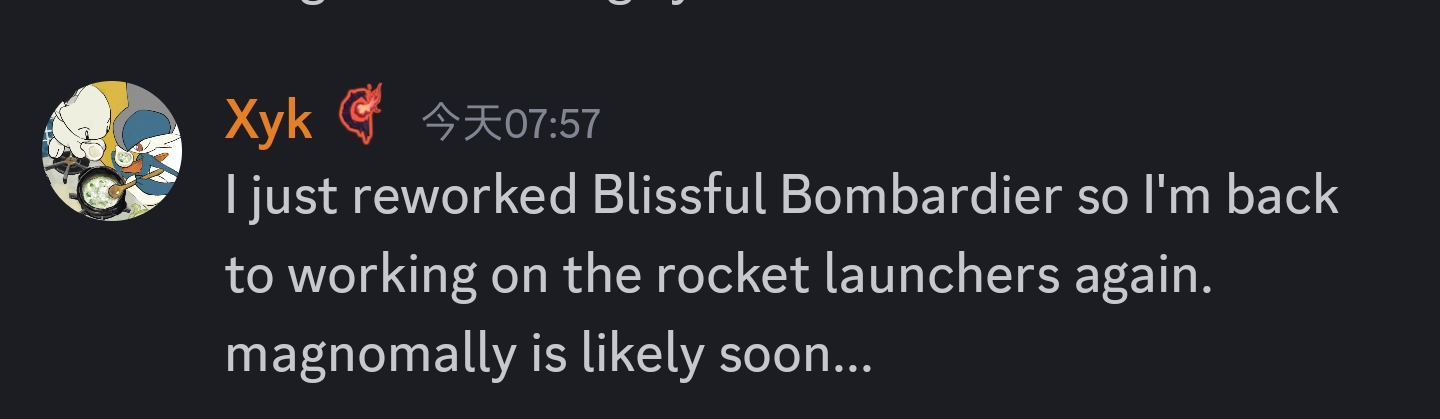 Xyk 今天07:57
I just reworked Blissful Bombardier so I'm back
to working on the rocket launchers again.
magnomally is likely soon...